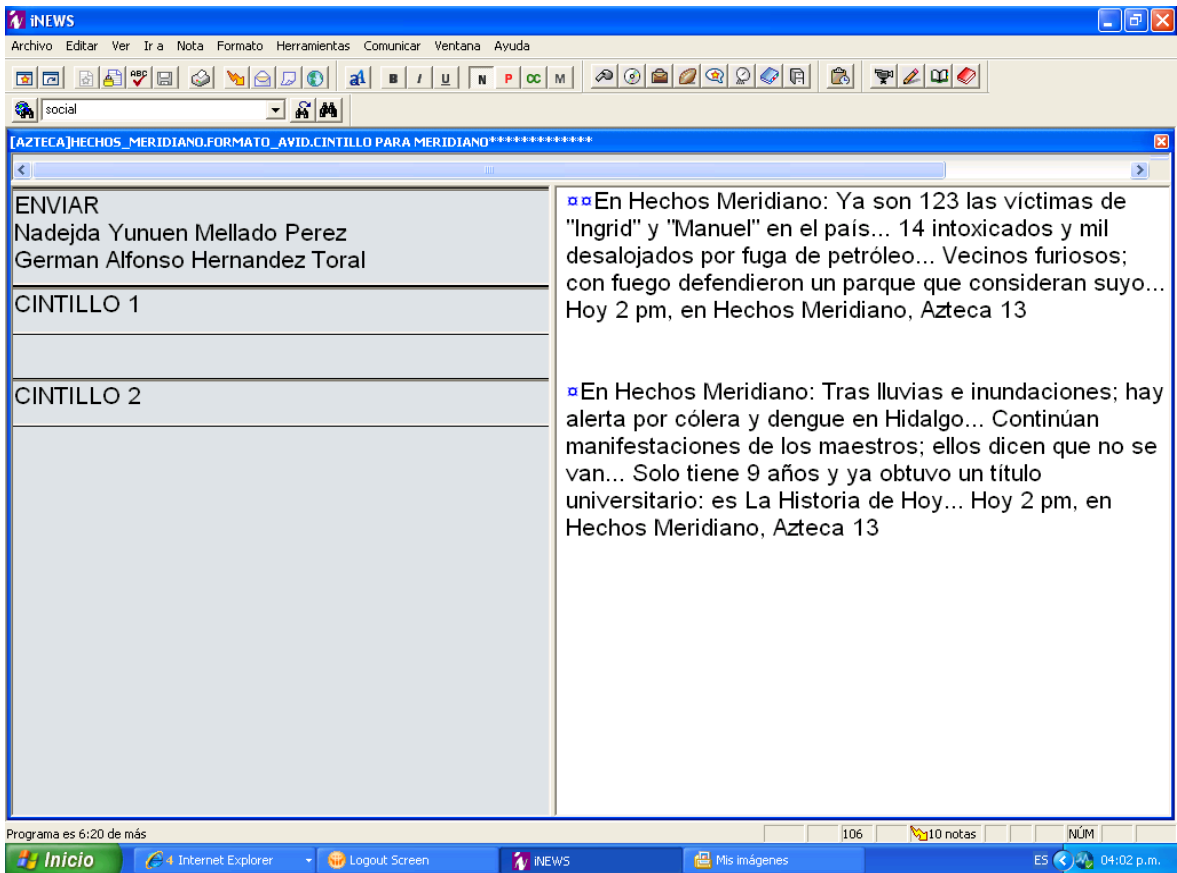 iNEWS
Archivo Editar Ver Ir a Nota Formato Herramientas Comunicar Ventana Ayuda
ABC a1 B I U N P CC M
social
[AZTECA]HECHOS_MERIDIANO.FORMATO_AVID.CINTILLO PARA MERIDIANO*************
ENVIAR
Nadejda Yunuen Mellado Perez
German Alfonso Hernandez Toral
CINTILLO 1
CINTILLO 2
¤¤En Hechos Meridiano: Ya son 123 las víctimas de
"Ingrid" y "Manuel" en el país... 14 intoxicados y mil
desalojados por fuga de petróleo... Vecinos furiosos;
con fuego defendieron un parque que consideran suyo...
Hoy 2 pm, en Hechos Meridiano, Azteca 13
¤En Hechos Meridiano: Tras lluvias e inundaciones; hay
alerta por cólera y dengue en Hidalgo... Continúan
manifestaciones de los maestros; ellos dicen que no se
van... Solo tiene 9 años y ya obtuvo un título
universitario: es La Historia de Hoy... Hoy 2 pm, en
Hechos Meridiano, Azteca 13
Programa es 6:20 de más 106 10 notas NÚM
Inicio 4 Internet Explorer Logout Screen iNEWS Mis imágenes ES 04:02 p.m.